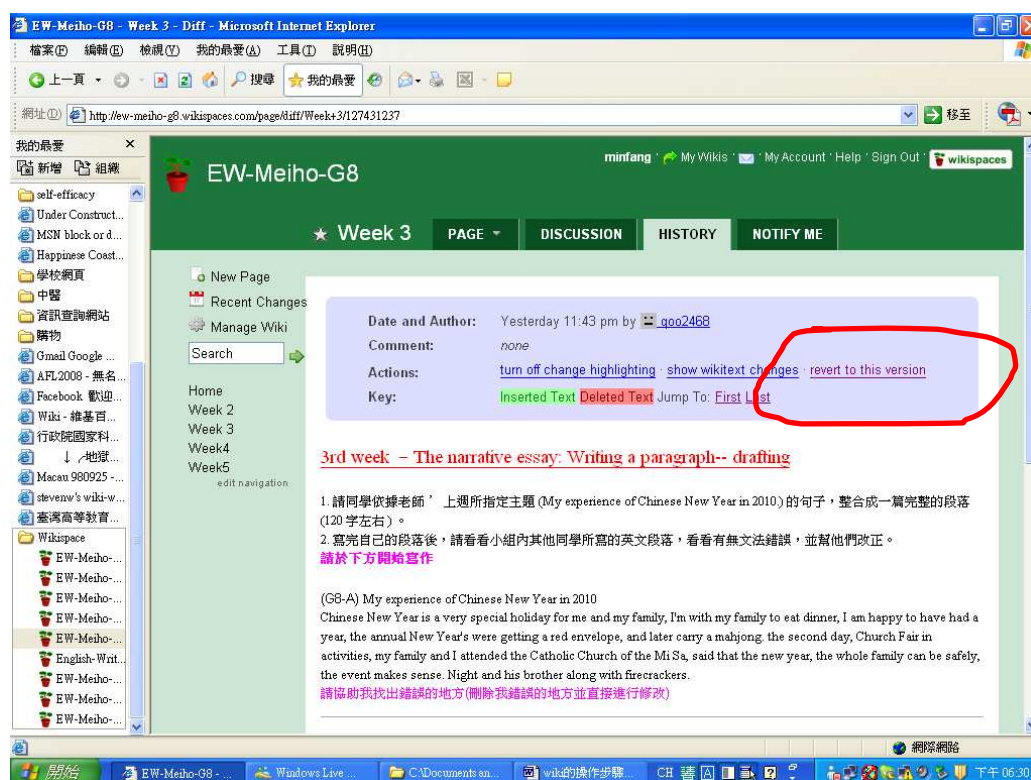 EW-Meiho-G8 - Week 3 - Diff - Microsoft Internet Explorer
檔案(F) 編輯(E) 檢視(V) 我的最愛(A) 工具(T) 說明(H)
上一頁 搜尋 我的最愛
網址(D) http://ew-meiho-g8.wikispaces.com/page/diff/Week+3/127431237 移至
我的最愛 ×
新增 組織
self-efficacy
Under Construct...
MSN block or d...
Happinese Coast...
學校網頁
中醫
資訊查詢網站
購物
Gmail Google ...
AFL2008 - 無名...
Facebook 歡迎...
Wiki - 維基百...
行政院國家科...
↓ ／地獄...
Macau 980925 -...
stevenw's wiki-w...
臺灣高等教育...
Wikispace
EW-Meiho-...
EW-Meiho-...
EW-Meiho-...
EW-Meiho-...
EW-Meiho-...
English-Writ...
EW-Meiho-...
EW-Meiho-...
EW-Meiho-...
EW-Meiho-G8
minfang · My Wikis · My Account · Help · Sign Out · wikispaces
Week 3 PAGE DISCUSSION HISTORY NOTIFY ME
New Page
Recent Changes
Manage Wiki
Search
Home
Week 2
Week 3
Week4
Week5
edit navigation
Date and Author: Yesterday 11:43 pm by goo2468
Comment: none
Actions: turn off change highlighting · show wikitext changes · revert to this version
Key: Inserted Text Deleted Text Jump To: First Last
3rd week – The narrative essay: Writing a paragraph-- drafting
1. 請同學依據老師’上週所指定主題 (My experience of Chinese New Year in 2010.) 的句子，整合成一篇完整的段落
(120 字左右)。
2. 寫完自己的段落後，請看看小組內其他同學所寫的英文段落，看看有無文法錯誤，並幫他們改正。
請於下方開始寫作
(G8-A) My experience of Chinese New Year in 2010
Chinese New Year is a very special holiday for me and my family, I'm with my family to eat dinner, I am happy to have had a
year, the annual New Year's were getting a red envelope, and later carry a mahjong. the second day, Church Fair in
activities, my family and I attended the Catholic Church of the Mi Sa, said that the new year, the whole family can be safely,
the event makes sense. Night and his brother along with firecrackers.
請協助我找出錯誤的地方(刪除我錯誤的地方並直接進行修改)
網際網路
開始 EW-Meiho-G8 - ... Windows Live ... C:\Documents an... wiki的操作步驟... CH 下午 06:39